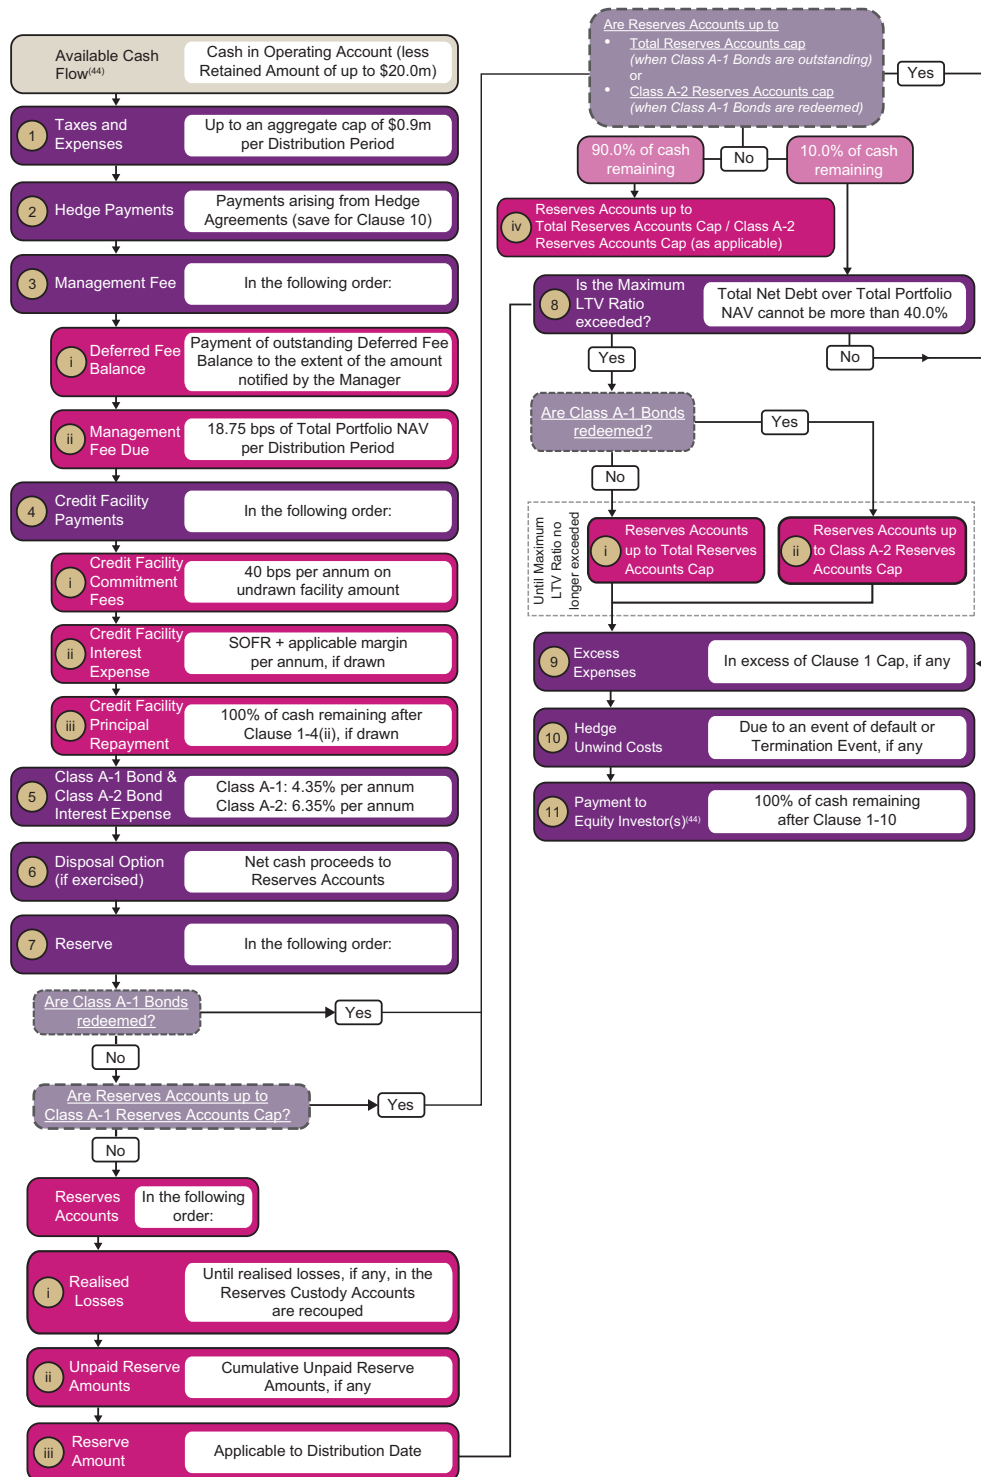 Available Cash
Flow(44)
Cash in Operating Account (less
Retained Amount of up to $20.0m)
1
Taxes and
Expenses
Up to an aggregate cap of $0.9m
per Distribution Period
2
Hedge Payments
Payments arising from Hedge
Agreements (save for Clause 10)
3
Management Fee
In the following order:
i
Deferred Fee
Balance
Payment of outstanding Deferred Fee
Balance to the extent of the amount
notified by the Manager
ii
Management
Fee Due
18.75 bps of Total Portfolio NAV
per Distribution Period
4
Credit Facility
Payments
In the following order:
i
Credit Facility
Commitment
Fees
40 bps per annum on
undrawn facility amount
ii
Credit Facility
Interest
Expense
SOFR + applicable margin
per annum, if drawn
iii
Credit Facility
Principal
Repayment
100% of cash remaining after
Clause 1-4(ii), if drawn
5
Class A-1 Bond &
Class A-2 Bond
Interest Expense
Class A-1: 4.35% per annum
Class A-2: 6.35% per annum
6
Disposal Option
(if exercised)
Net cash proceeds to
Reserves Accounts
7
Reserve
In the following order:
Are Class A-1 Bonds
redeemed?
Yes
No
Are Reserves Accounts up to
Class A-1 Reserves Accounts Cap?
Yes
No
Reserves
Accounts
In the following
order:
i
Realised
Losses
Until realised losses, if any, in the
Reserves Custody Accounts
are recouped
ii
Unpaid Reserve
Amounts
Cumulative Unpaid Reserve
Amounts, if any
iii
Reserve
Amount
Applicable to Distribution Date
Are Reserves Accounts up to
• Total Reserves Accounts cap
(when Class A-1 Bonds are outstanding)
or
• Class A-2 Reserves Accounts cap
(when Class A-1 Bonds are redeemed)
Yes
No
90.0% of cash
remaining
10.0% of cash
remaining
iv
Reserves Accounts up to
Total Reserves Accounts Cap / Class A-2
Reserves Accounts Cap (as applicable)
8
Is the Maximum
LTV Ratio
exceeded?
Total Net Debt over Total Portfolio
NAV cannot be more than 40.0%
Yes
No
Are Class A-1 Bonds
redeemed?
Yes
No
Until Maximum
LTV Ratio no
longer exceeded
i
Reserves Accounts
up to Total Reserves
Accounts Cap
ii
Reserves Accounts up
to Class A-2 Reserves
Accounts Cap
9
Excess
Expenses
In excess of Clause 1 Cap, if any
10
Hedge
Unwind Costs
Due to an event of default or
Termination Event, if any
11
Payment to
Equity Investor(s)(44)
100% of cash remaining
after Clause 1-10